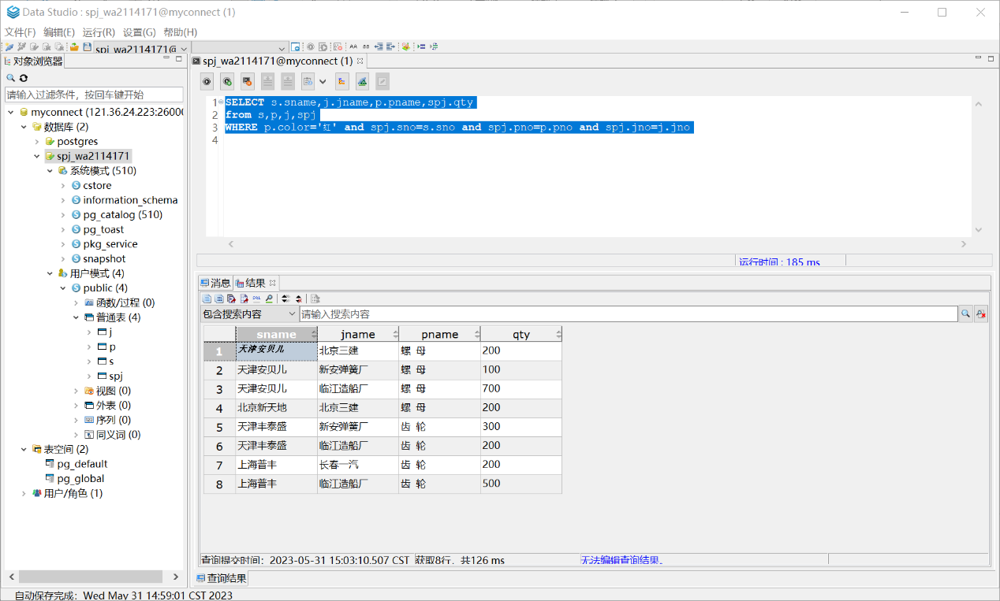 Data Studio : spj_wa2114171@myconnect (1)
文件(F) 编辑(E) 运行(R) 设置(G) 帮助(H)
spj_wa2114171@
对象浏览器
请输入过滤条件，按回车键开始
myconnect (121.36.24.223:26000
数据库 (2)
postgres
spj_wa2114171
系统模式 (510)
cstore
information_schema
pg_catalog (510)
pg_toast
pkg_service
snapshot
用户模式 (4)
public (4)
函数/过程 (0)
普通表 (4)
j
p
s
spj
视图 (0)
外表 (0)
序列 (0)
同义词 (0)
表空间 (2)
pg_default
pg_global
用户/角色 (1)
spj_wa2114171@myconnect (1)
1 SELECT s.sname,j.jname,p.pname,spj.qty
2 from s,p,j,spj
3 WHERE p.color='红' and spj.sno=s.sno and spj.pno=p.pno and spj.jno=j.jno
4
运行时间 : 185 ms
消息 结果
包含搜索内容 请输入搜索内容
sname jname pname qty
1 天津安贝儿 北京三建 螺 母 200
2 天津安贝儿 新安弹簧厂 螺 母 100
3 天津安贝儿 临江造船厂 螺 母 700
4 北京新天地 北京三建 螺 母 200
5 天津丰泰盛 新安弹簧厂 齿 轮 300
6 天津丰泰盛 临江造船厂 齿 轮 200
7 上海普丰 长春一汽 齿 轮 200
8 上海普丰 临江造船厂 齿 轮 500
查询提交时间：2023-05-31 15:03:10.507 CST 获取8行，共126 ms 无法编辑查询结果。
查询结果
自动保存完成：Wed May 31 14:59:01 CST 2023